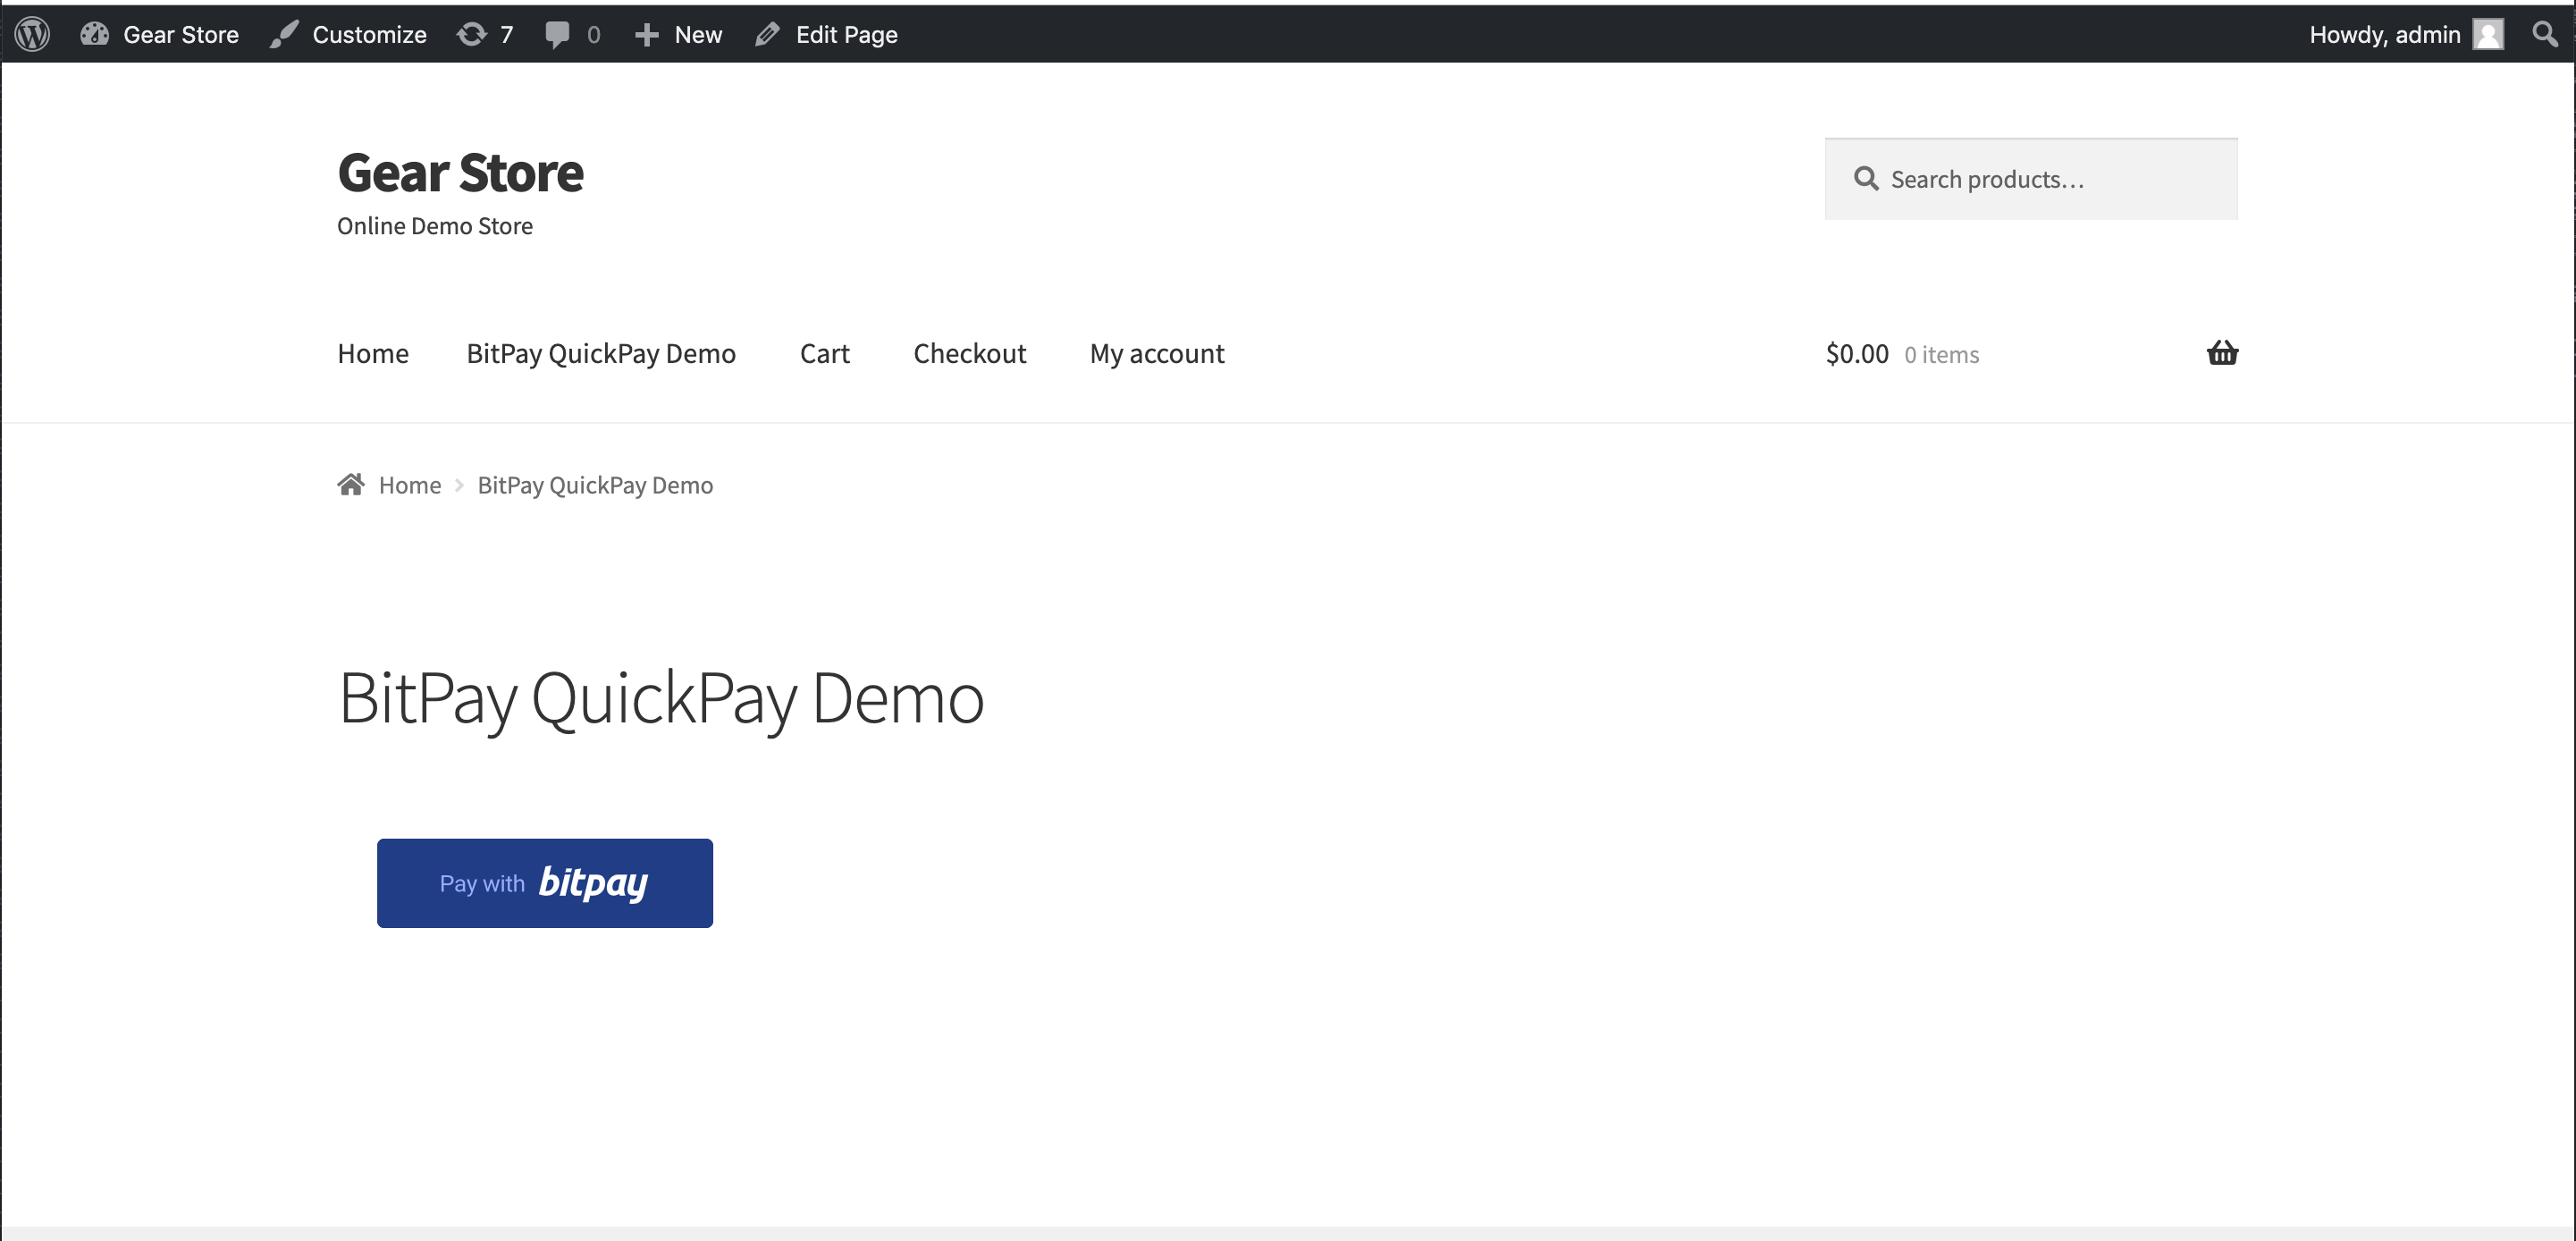 Gear Store Customize 7 0 New Edit Page Howdy, admin
Gear Store
Online Demo Store
Search products…
Home BitPay QuickPay Demo Cart Checkout My account $0.00 0 items
Home BitPay QuickPay Demo
BitPay QuickPay Demo
Pay with bitpay